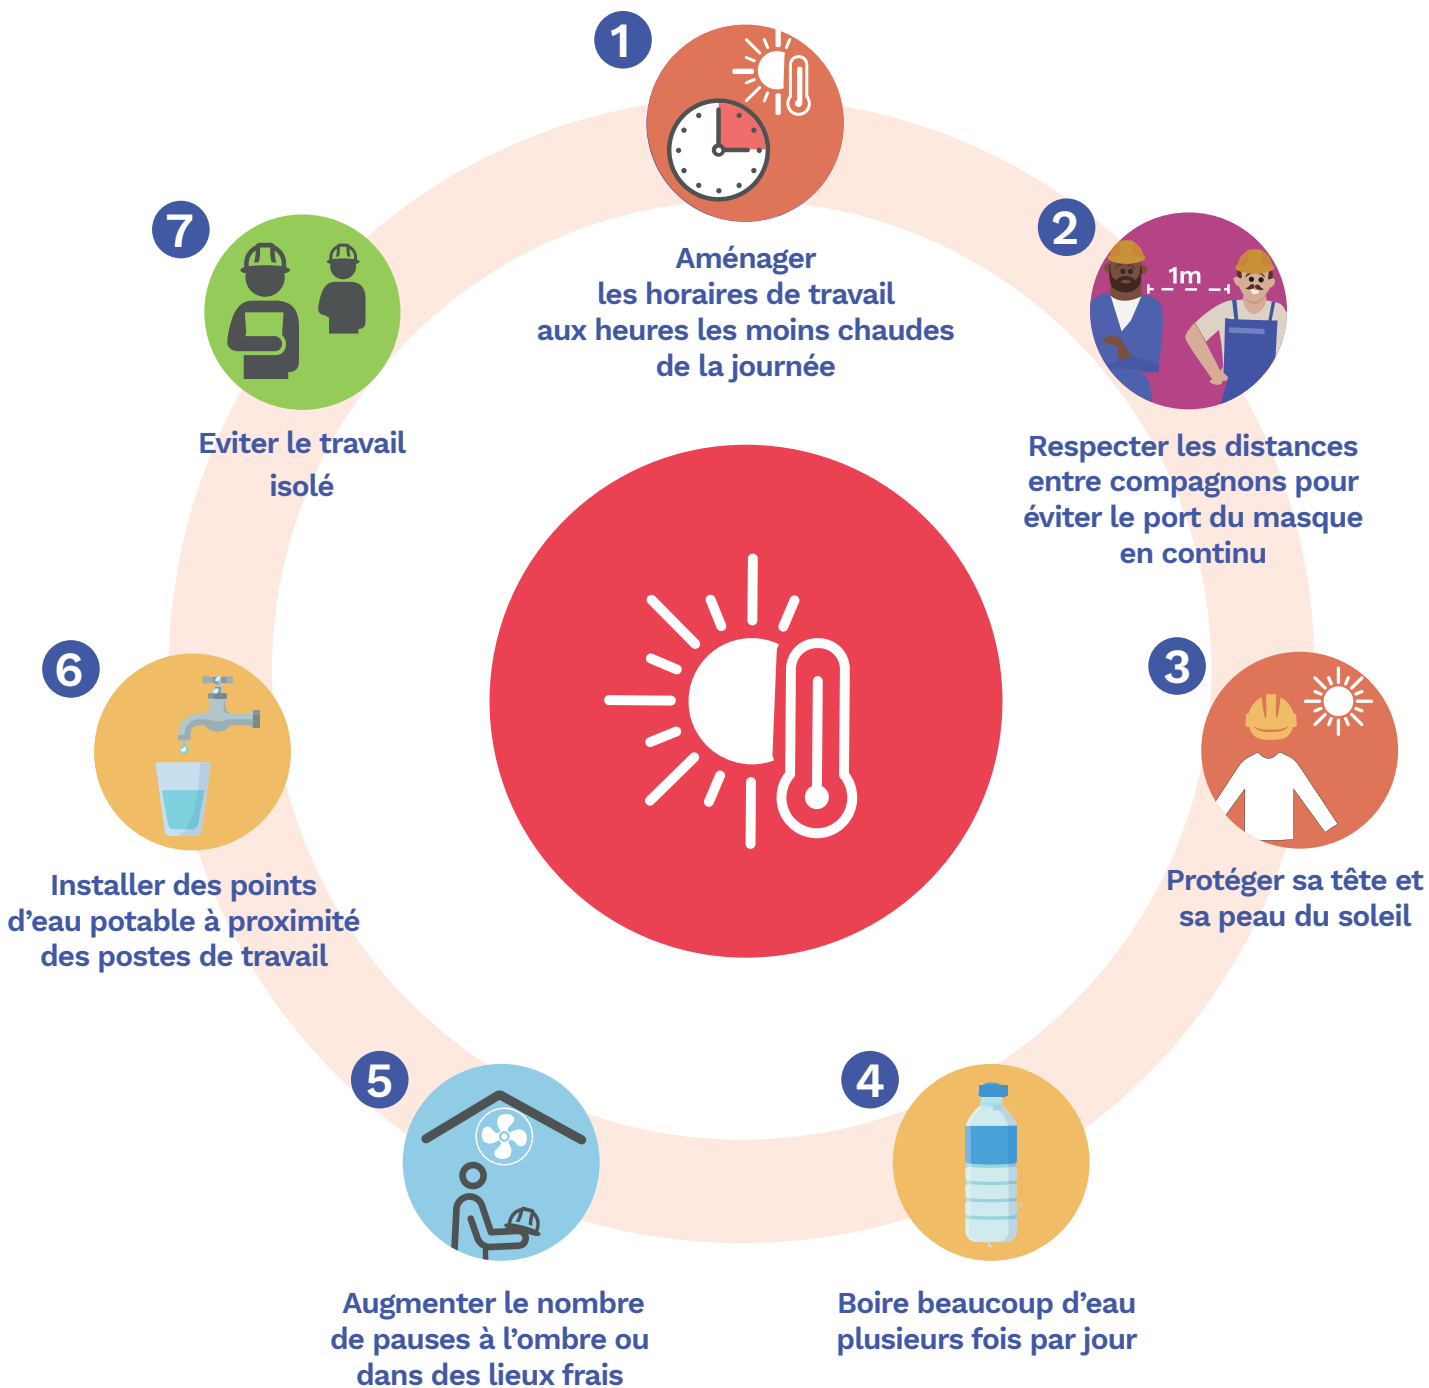 1
Aménager
les horaires de travail
aux heures les moins chaudes
de la journée
2
1m
Respecter les distances
entre compagnons pour
éviter le port du masque
en continu
3
Protéger sa tête et
sa peau du soleil
4
Boire beaucoup d’eau
plusieurs fois par jour
5
Augmenter le nombre
de pauses à l’ombre ou
dans des lieux frais
6
Installer des points
d’eau potable à proximité
des postes de travail
7
Eviter le travail
isolé